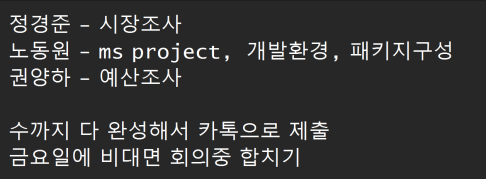 정경준 - 시장조사
노동원 - ms project, 개발환경, 패키지구성
권양하 - 예산조사
수까지 다 완성해서 카톡으로 제출
금요일에 비대면 회의중 합치기